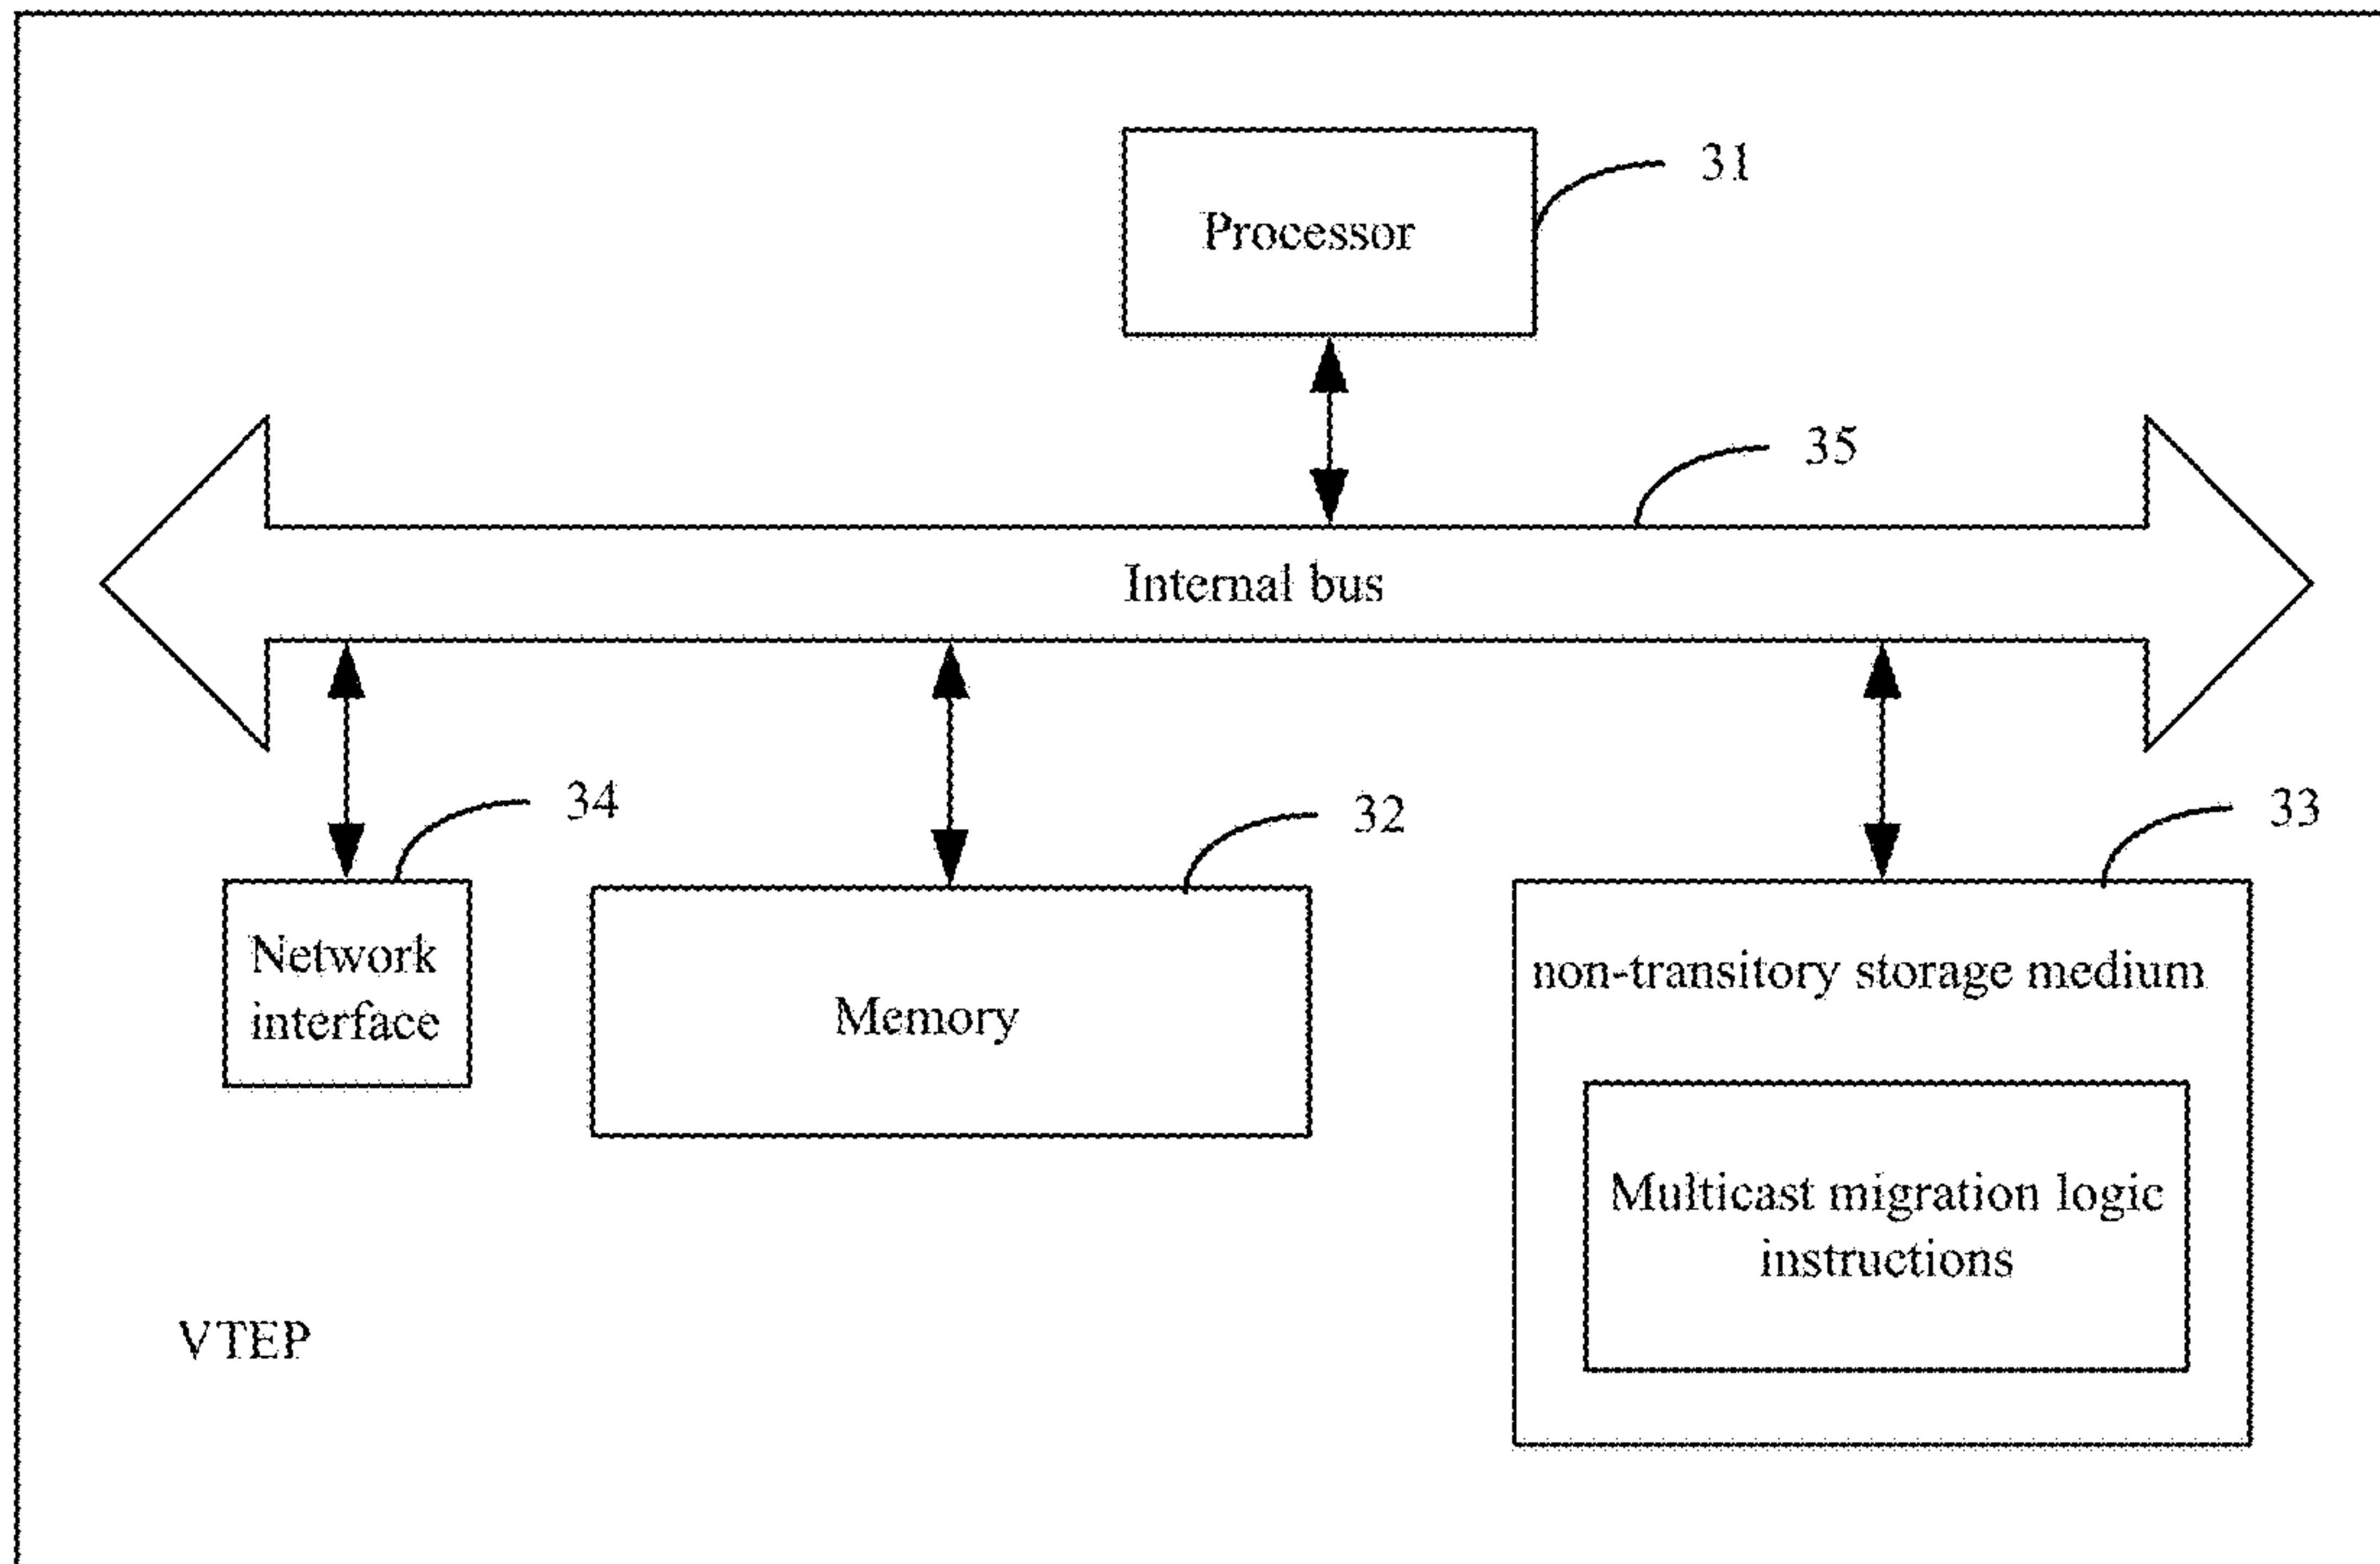 31
Processor
35
Internal bus
34
32
33
Network
interface
Memory
non-transitory storage medium
Multicast migration logic
instructions
VTEP